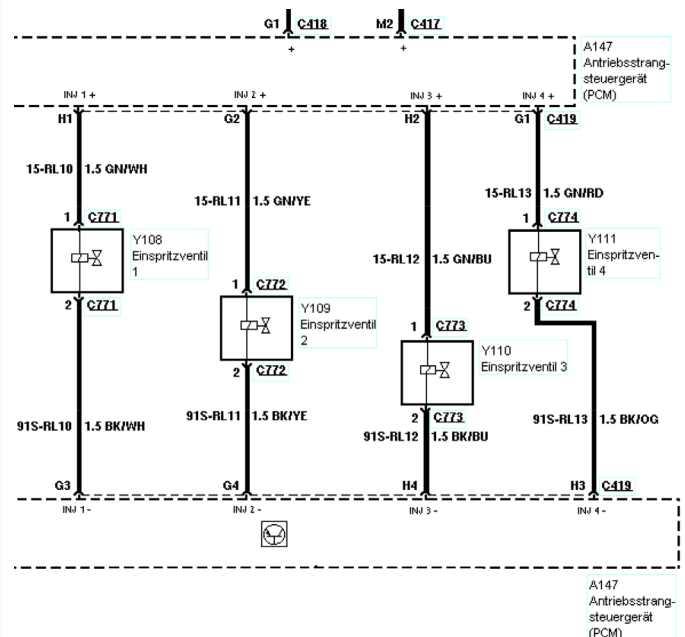 G1 C418 M2 C417
+ +
A147
Antriebsstrang-
steuergerät
(PCM)
INJ 1 + INJ 2 + INJ 3 + INJ 4 +
H1 G2 H2 G1 C419
15-RL10 1.5 GN/WH
15-RL11 1.5 GN/YE
15-RL13 1.5 GN/RD
1 C771
1 C774
Y108
Einspritzventil
1
Y111
Einspritzven-
til 4
15-RL12 1.5 GN/BU
1 C772
2 C771
2 C774
Y109
Einspritzventil
2
1 C773
Y110
Einspritzventil 3
2 C772
91S-RL10 1.5 BK/WH
91S-RL11 1.5 BK/YE
2 C773
91S-RL12 1.5 BK/BU
91S-RL13 1.5 BK/OG
G3 G4 H4 H3 C419
INJ 1 - INJ 2 - INJ 3 - INJ 4 -
A147
Antriebsstrang-
steuergerät
(PCM)